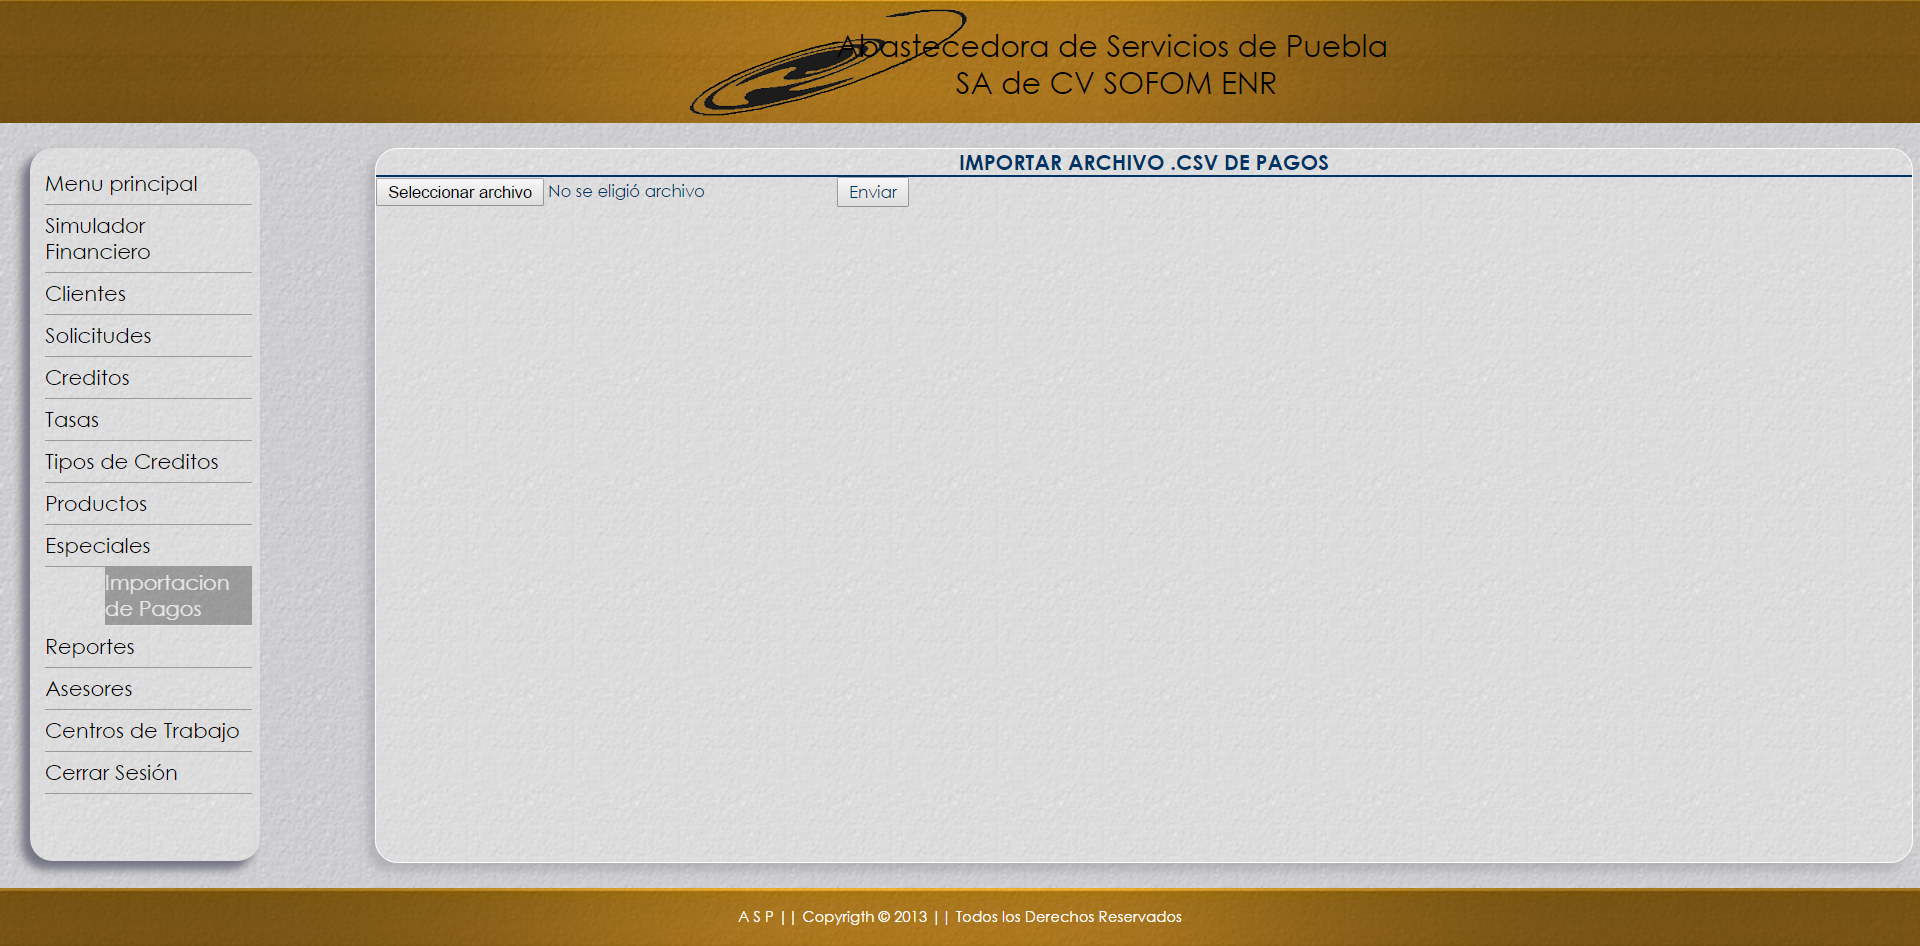 Abastecedora de Servicios de Puebla
SA de CV SOFOM ENR
Menu principal
Simulador
Financiero
Clientes
Solicitudes
Creditos
Tasas
Tipos de Creditos
Productos
Especiales
Importacion
de Pagos
Reportes
Asesores
Centros de Trabajo
Cerrar Sesión
IMPORTAR ARCHIVO .CSV DE PAGOS
Seleccionar archivo No se eligió archivo Enviar
A S P || Copyrigth © 2013 || Todos los Derechos Reservados